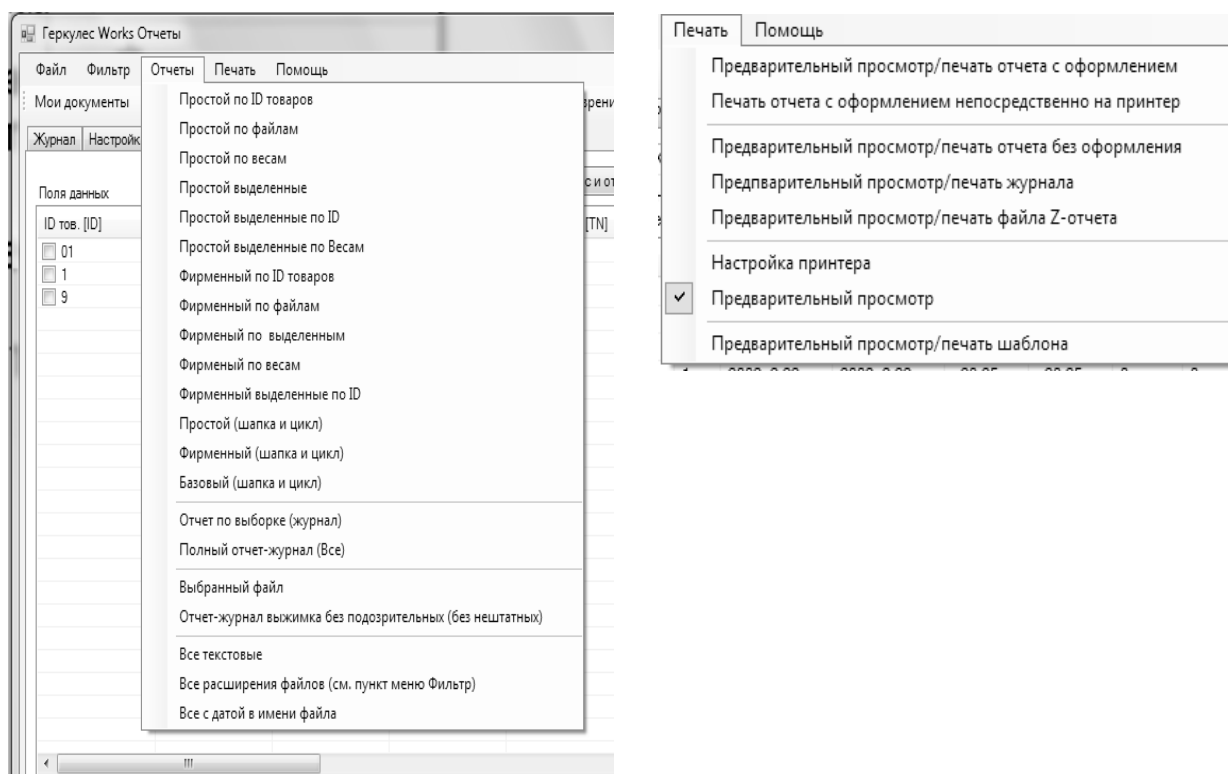 Геркулес Works Отчеты
Файл Фильтр Отчеты Печать Помощь
Мои документы
Журнал
Поля данных
ID тов. [ID]
[TN]
01
1
9
Простой по ID товаров
Простой по файлам
Простой по весам
Простой выделенные
Простой выделенные по ID
Простой выделенные по Весам
Фирменный по ID товаров
Фирменный по файлам
Фирменый по выделенным
Фирменый по весам
Фирменный выделенные по ID
Простой (шапка и цикл)
Фирменный (шапка и цикл)
Базовый (шапка и цикл)
Отчет по выборке (журнал)
Полный отчет-журнал (Все)
Выбранный файл
Отчет-журнал выжимка без подозрительных (без нештатных)
Все текстовые
Все расширения файлов (см. пункт меню Фильтр)
Все с датой в имени файла
Печать Помощь
Предварительный просмотр/печать отчета с оформлением
Печать отчета с оформлением непосредственно на принтер
Предварительный просмотр/печать отчета без оформления
Предпварительный просмотр/печать журнала
Предварительный просмотр/печать файла Z-отчета
Настройка принтера
Предварительный просмотр
Предварительный просмотр/печать шаблона